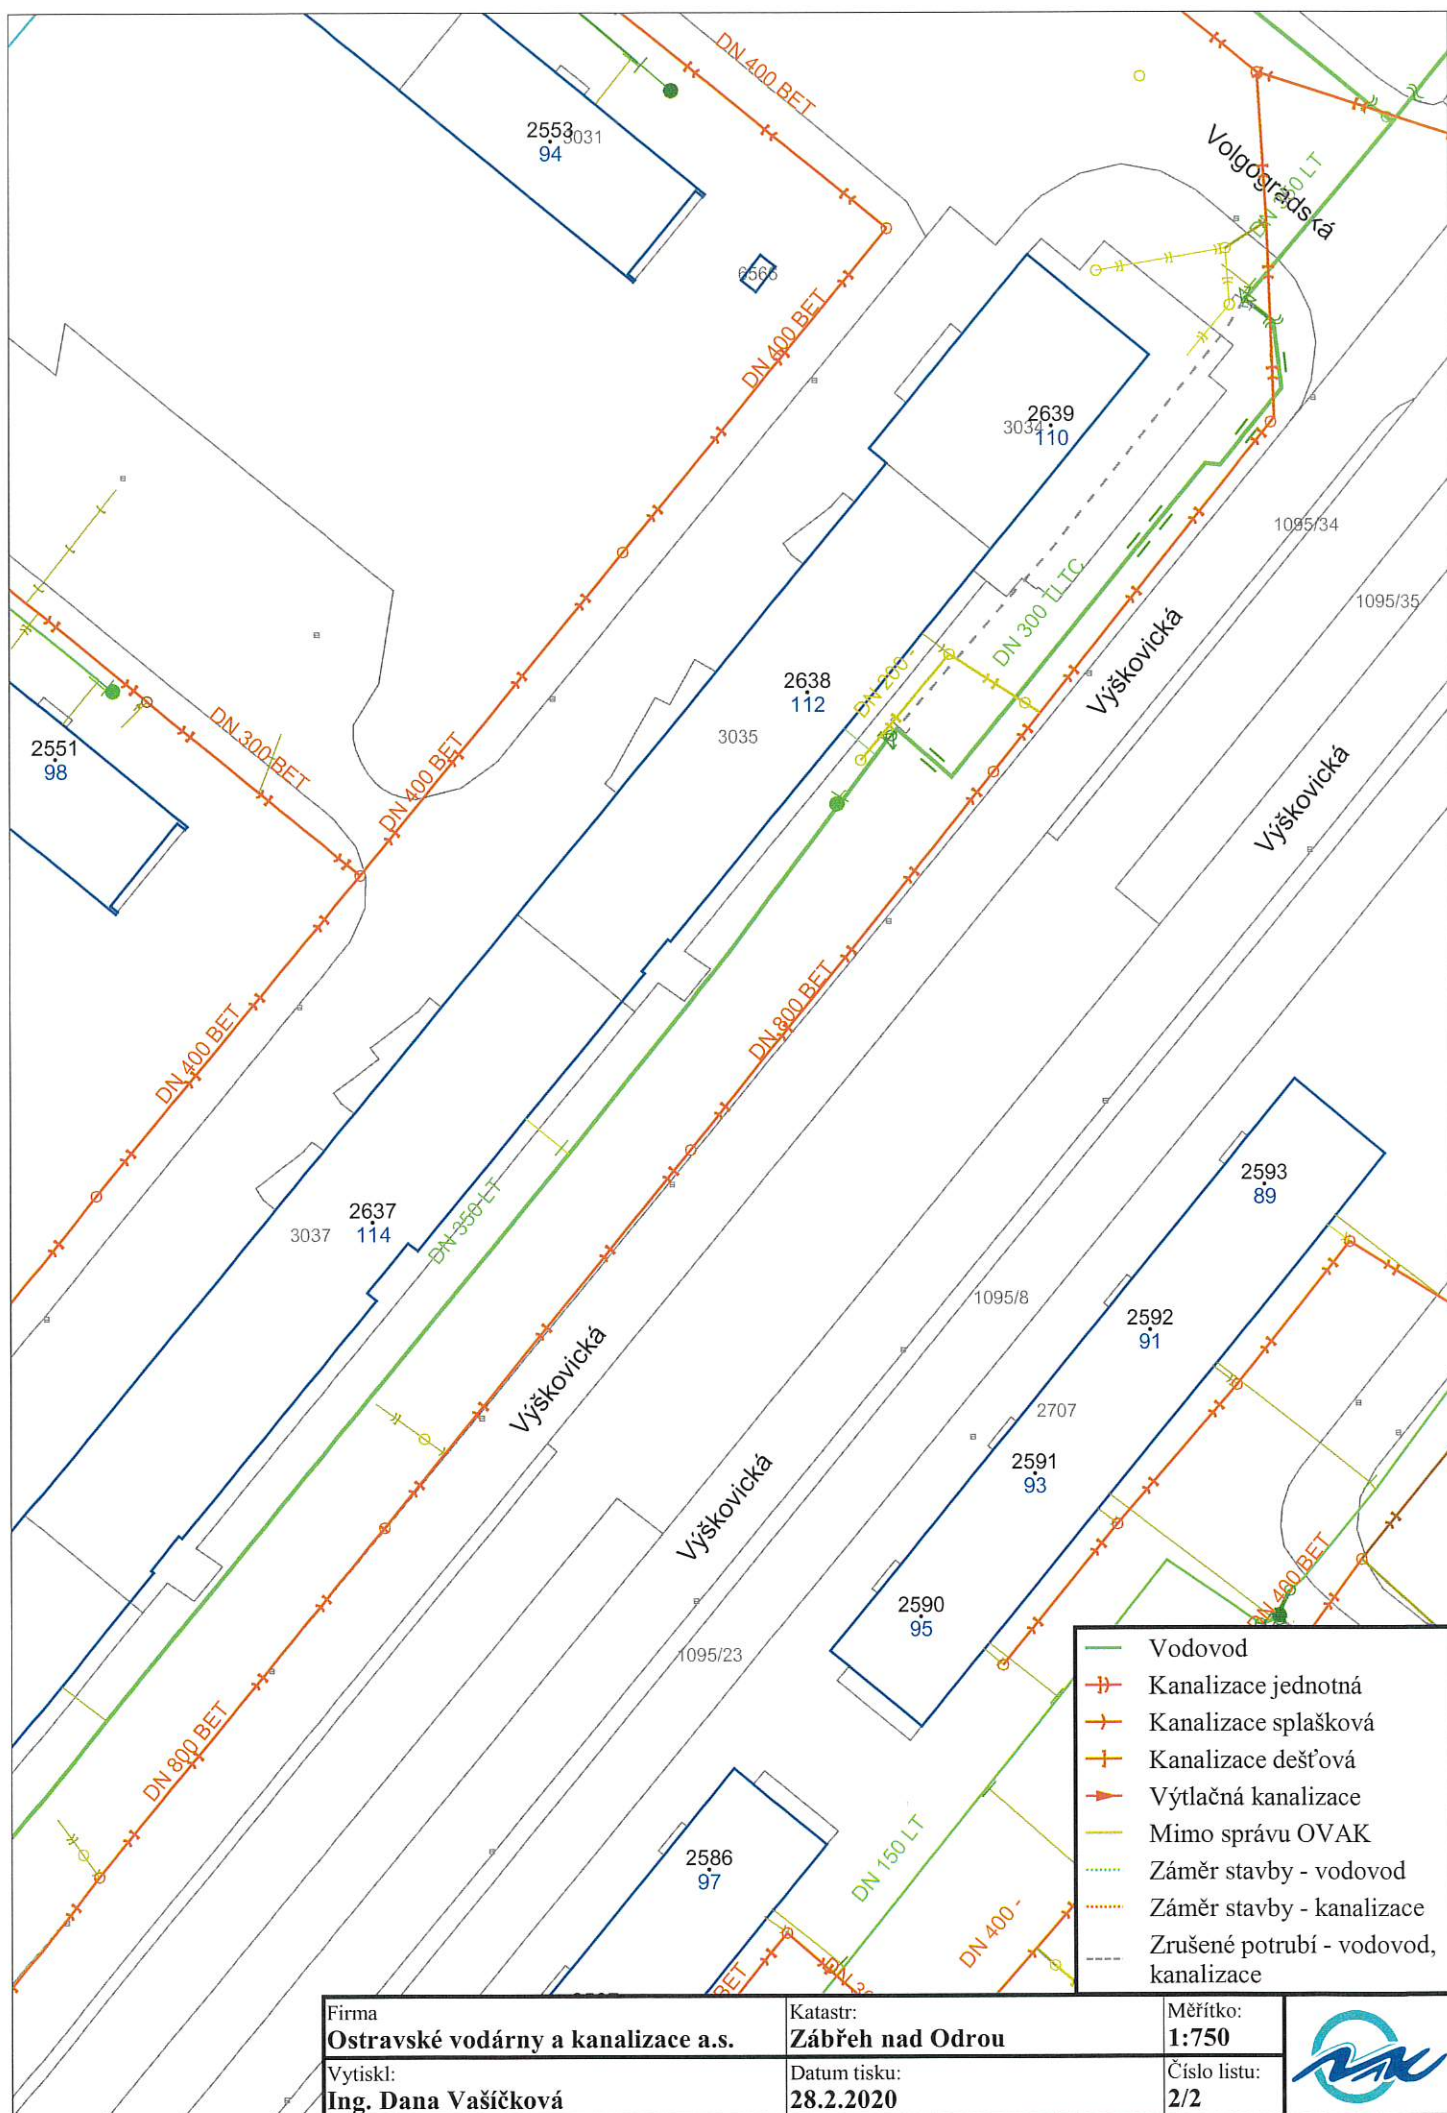 DN 400 BET
2553
3031
94
Volgogradská
6566
DN 400 BET
2639
3034
110
1095/34
1095/35
DN 300 TLTC
Výškovická
DN 200 -
2638
112
3035
DN 300 BET
2551
98
DN 400 BET
Výškovická
DN 800 BET
DN 400 BET
2593
89
2637
114
3037
DN 350 LT
1095/8
2592
91
Výškovická
2707
2591
93
Výškovická
DN 400 BET
2590
95
1095/23
DN 800 BET
2586
97
DN 150 LT
DN 400 -
BET
Vodovod
Kanalizace jednotná
Kanalizace splašková
Kanalizace dešťová
Výtlačná kanalizace
Mimo správu OVAK
Záměr stavby - vodovod
Záměr stavby - kanalizace
Zrušené potrubí - vodovod,
kanalizace
Firma
Ostravské vodárny a kanalizace a.s.
Katastr:
Zábřeh nad Odrou
Měřítko:
1:750
Vytiskl:
Ing. Dana Vašíčková
Datum tisku:
28.2.2020
Číslo listu:
2/2